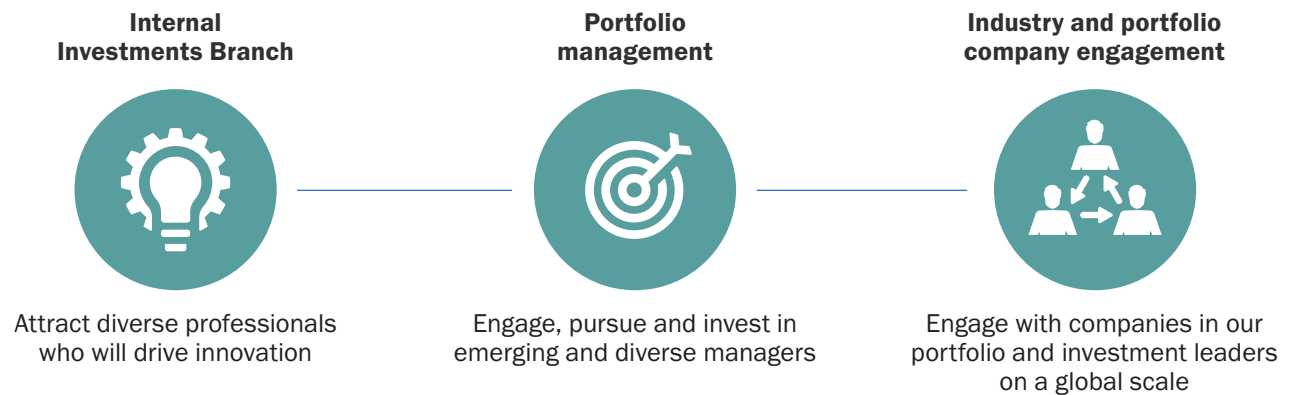 Internal
Investments Branch
Attract diverse professionals
who will drive innovation
Portfolio
management
Engage, pursue and invest in
emerging and diverse managers
Industry and portfolio
company engagement
Engage with companies in our
portfolio and investment leaders
on a global scale